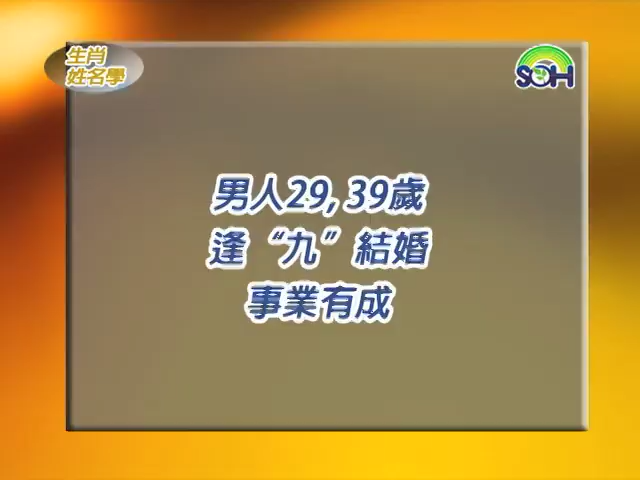 生肖
姓名學
SOH
男人29, 39歲
逢“九”結婚
事業有成